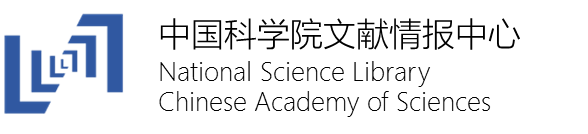 中国科学院文献情报中心
National Science Library
Chinese Academy of Sciences